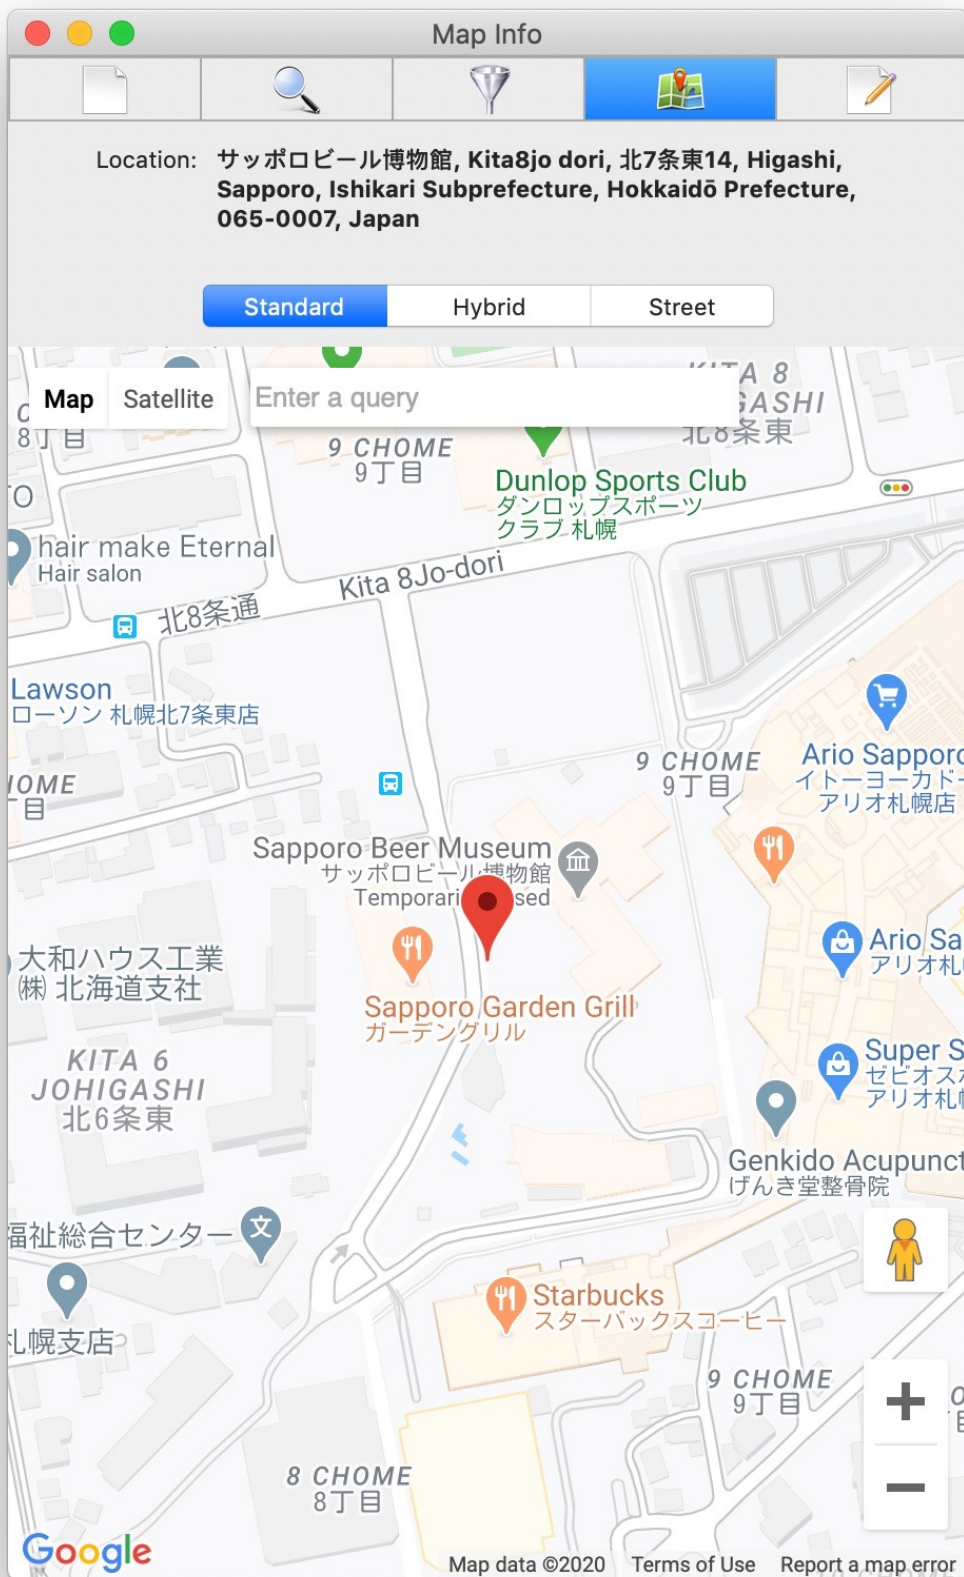 Map Info
Location: サッポロビール博物館, Kita8jo dori, 北7条東14, Higashi,
Sapporo, Ishikari Subprefecture, Hokkaidō Prefecture,
065-0007, Japan
Standard
Hybrid
Street
Map
Satellite
Enter a query
KITA 8
北8条東
8丁目
9 CHOME
9丁目
Dunlop Sports Club
ダンロップスポーツ
クラブ 札幌
hair make Eternal
Hair salon
Kita 8Jo-dori
北8条通
Lawson
ローソン 札幌北7条東店
9 CHOME
9丁目
Ario Sapporo
イトーヨーカドー
アリオ札幌店
Sapporo Beer Museum
サッポロビール博物館
Sapporo Garden Grill
ガーデングリル
大和ハウス工業
(株) 北海道支社
KITA 6
JOHIGASHI
北6条東
Ario Sa
アリオ札
Super S
ゼビオス
アリオ札
Genkido Acupunct
げんき堂整骨院
福祉総合センター
文
札幌支店
Starbucks
スターバックスコーヒー
9 CHOME
9丁目
8 CHOME
8丁目
Google
Map data ©2020
Terms of Use
Report a map error